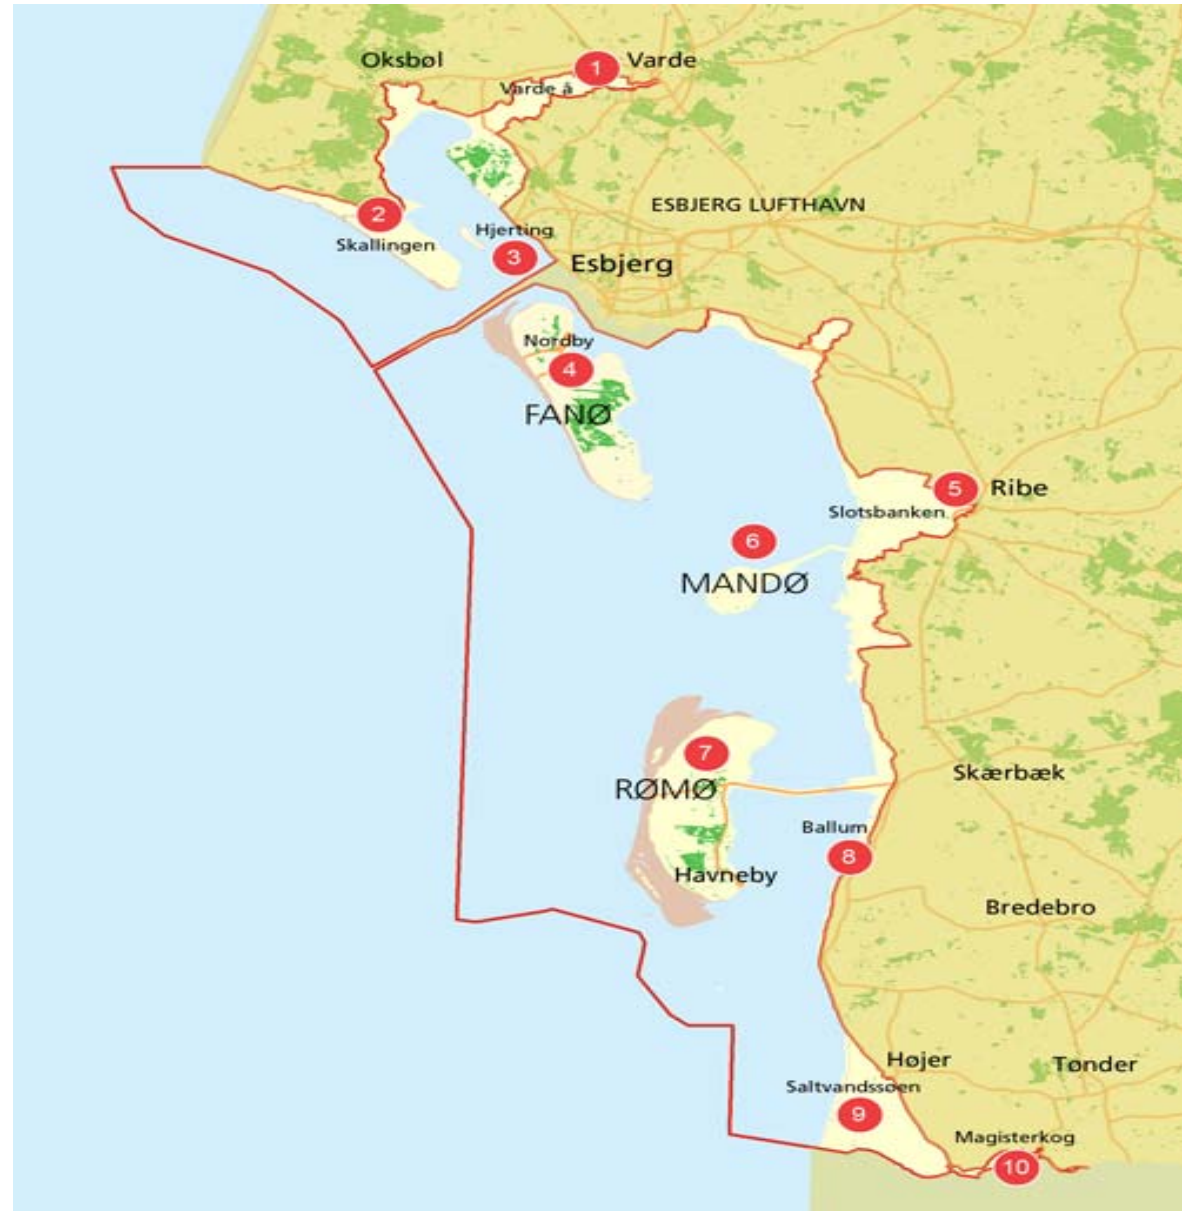 Oksbøl
1
Varde
Varde å
2
Skallingen
ESBJERG LUFTHAVN
Hjerting
3
Esbjerg
Nordby
4
FANØ
5
Ribe
Slotsbanken
6
MANDØ
7
RØMØ
Skærbæk
Ballum
8
Havneby
Bredebro
Højer
Tønder
Saltvandssøen
9
Magisterkog
10